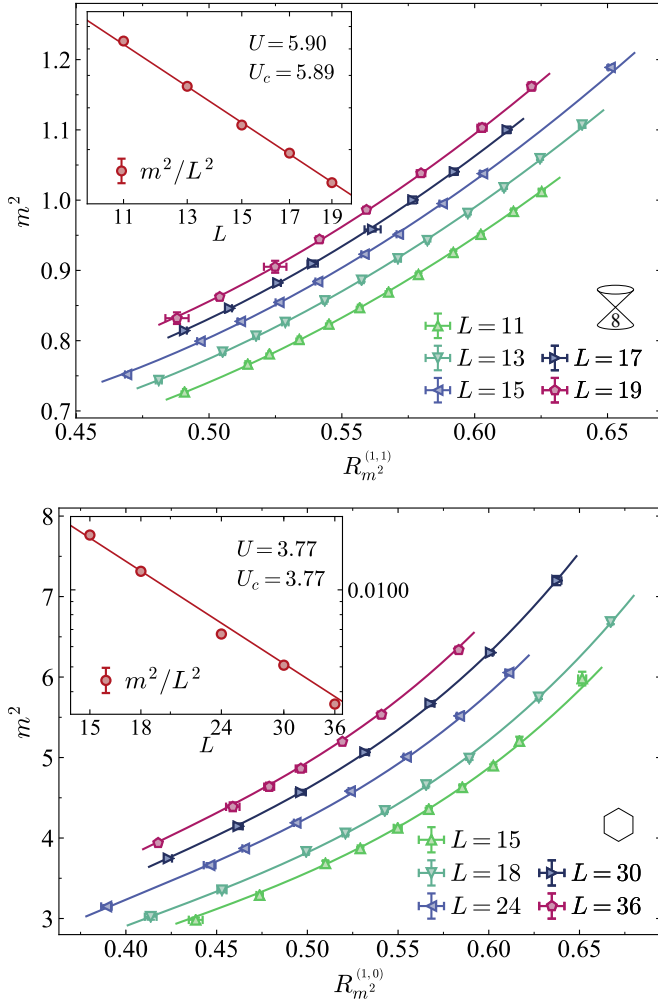 1.2
1.1
1.0
0.9
0.8
0.7
m²
U = 5.90
U_c = 5.89
m²/L²
11 13 15 17 19
L
8
L = 11
L = 13 L = 17
L = 15 L = 19
0.45 0.50 0.55 0.60 0.65
R_{m²}^{(1,1)}
8
7
6
5
4
3
m²
U = 3.77
U_c = 3.77
0.0100
m²/L²
15 18 24 30 36
L
L = 15
L = 18 L = 30
L = 24 L = 36
0.40 0.45 0.50 0.55 0.60 0.65
R_{m²}^{(1,0)}